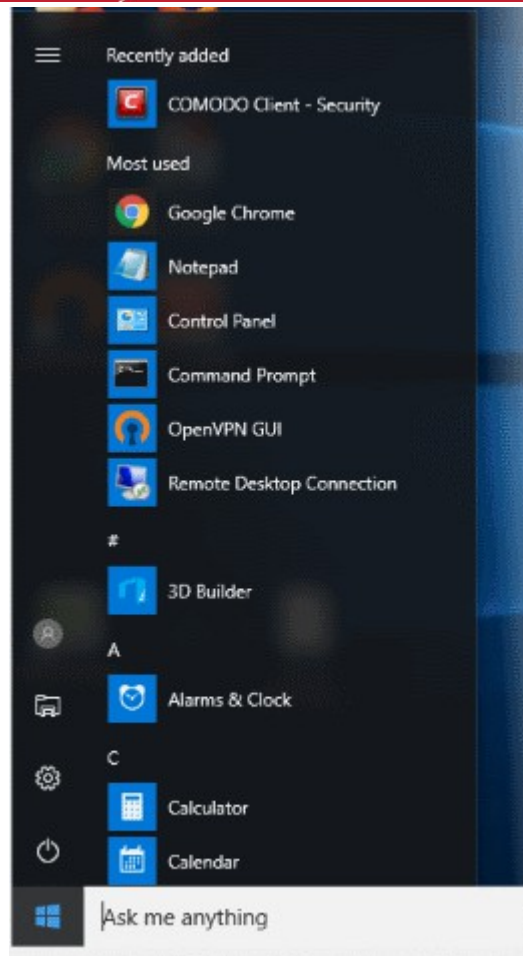 Recently added
COMODO Client - Security
Most used
Google Chrome
Notepad
Control Panel
Command Prompt
OpenVPN GUI
Remote Desktop Connection
#
3D Builder
A
Alarms & Clock
C
Calculator
Calendar
Ask me anything